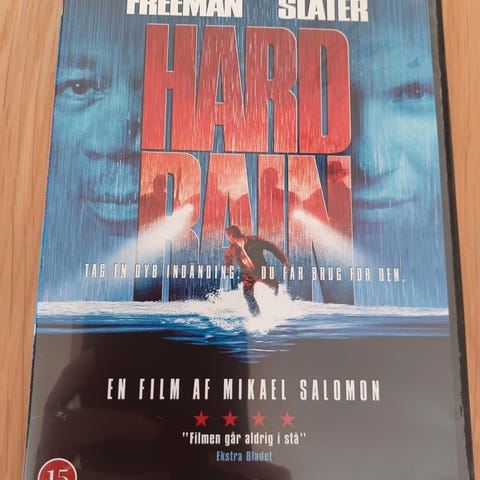 FREEMAN SLATER
HARD
RAIN
TAG EN DYB INDÅNDING. DU FÅR BRUG FOR DEN.
EN FILM AF MIKAEL SALOMON
"Filmen går aldrig i stå"
Ekstra Bladet
15